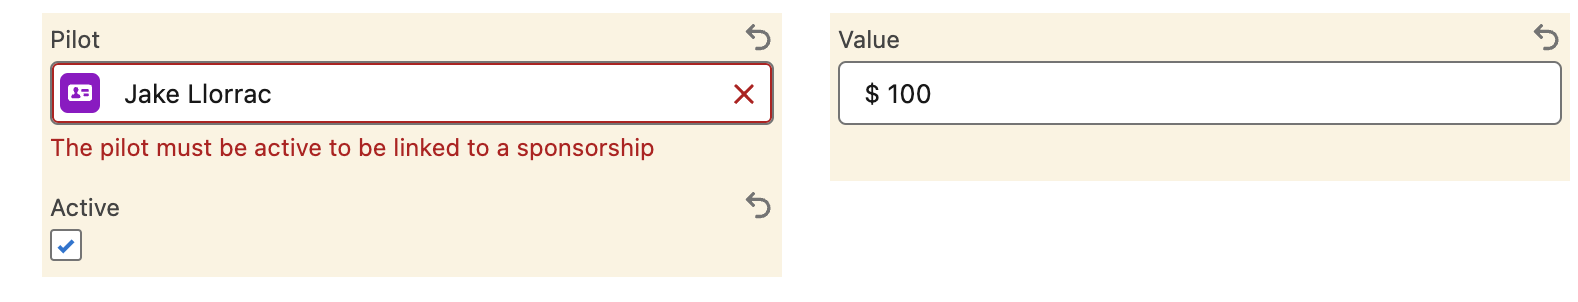 Pilot
Jake Llorrac
The pilot must be active to be linked to a sponsorship
Active
Value
$ 100